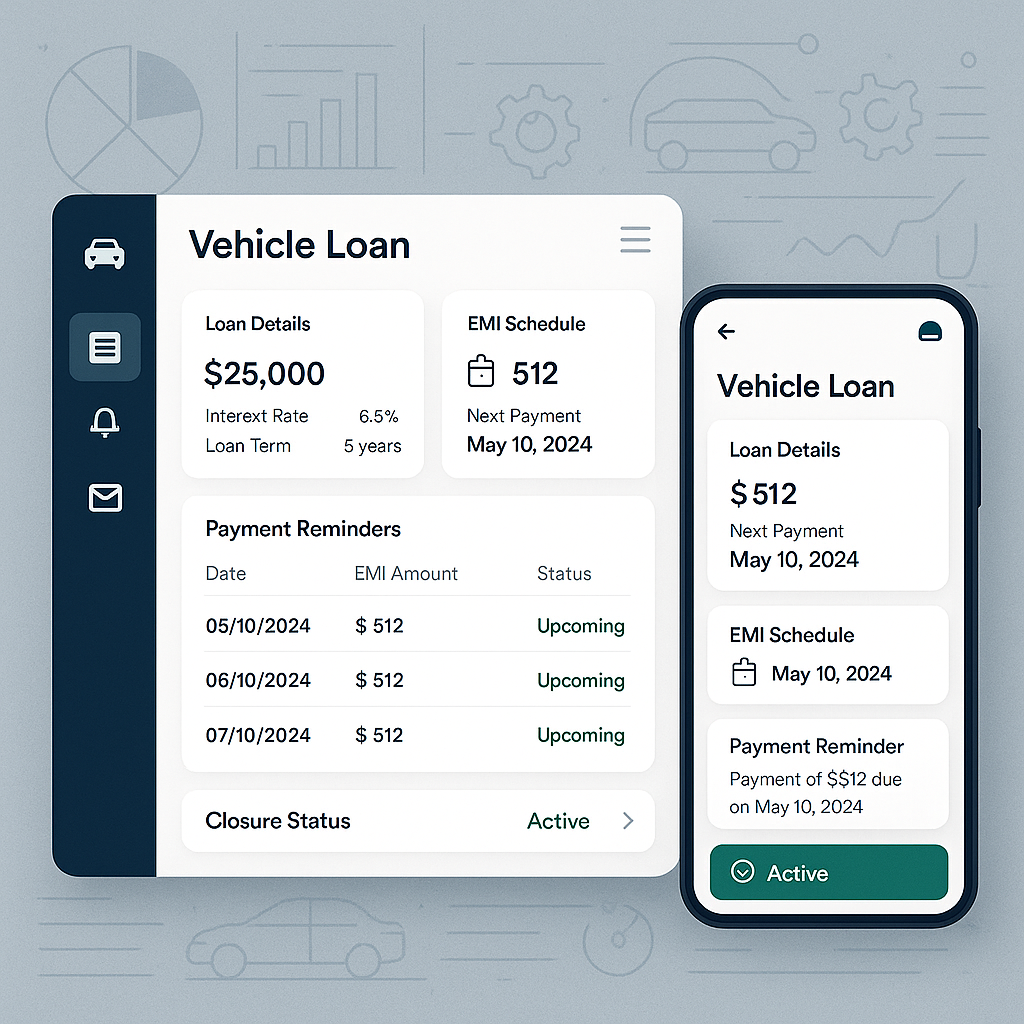 Vehicle Loan
Loan Details
$25,000
Interext Rate 6.5%
Loan Term 5 years
EMI Schedule
512
Next Payment
May 10, 2024
Payment Reminders
Date EMI Amount Status
05/10/2024 $ 512 Upcoming
06/10/2024 $ 512 Upcoming
07/10/2024 $ 512 Upcoming
Closure Status Active
Vehicle Loan
Loan Details
$512
Next Payment
May 10, 2024
EMI Schedule
May 10, 2024
Payment Reminder
Payment of $$12 due
on May 10, 2024
Active